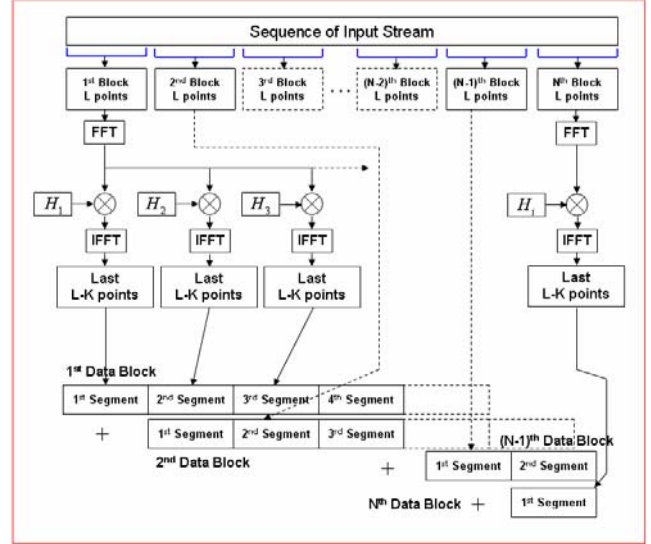 Sequence of Input Stream
1st Block
L points
2nd Block
L points
3rd Block
L points
...
(N-2)th Block
L points
(N-1)th Block
L points
Nth Block
L points
FFT
FFT
H1
H2
H3
H1
IFFT
IFFT
IFFT
IFFT
Last
L-K points
Last
L-K points
Last
L-K points
Last
L-K points
1st Data Block
1st Segment
2nd Segment
3rd Segment
4th Segment
+
1st Segment
2nd Segment
3rd Segment
2nd Data Block
(N-1)th Data Block
+
1st Segment
2nd Segment
Nth Data Block
+
1st Segment